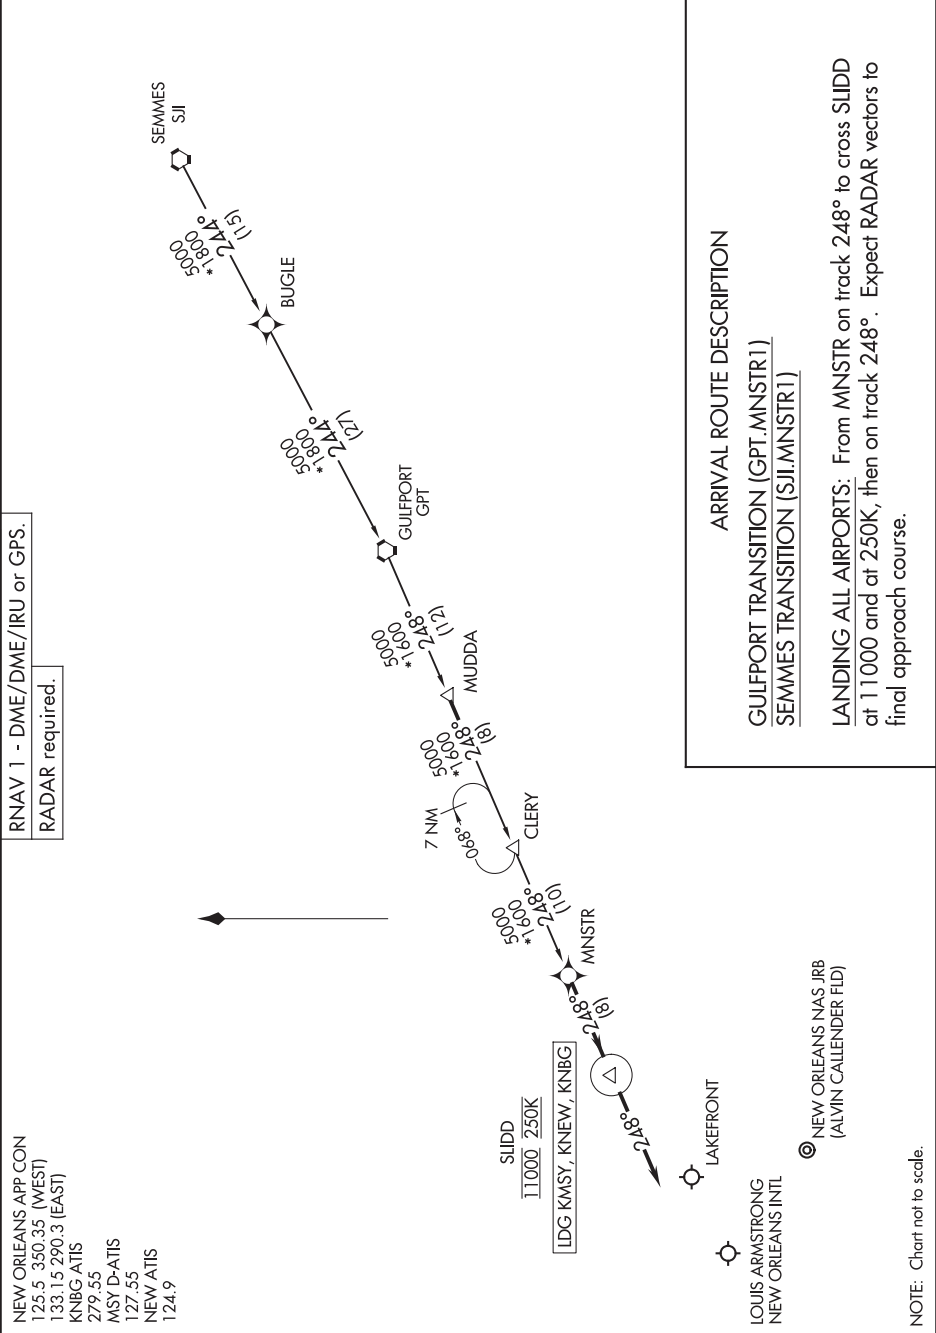 NEW ORLEANS APP CON
125.5 350.35 (WEST)
133.15 290.3 (EAST)
KNBG ATIS
279.55
MSY D-ATIS
127.55
NEW ATIS
124.9
RNAV 1 - DME/DME/IRU or GPS.
RADAR required.
SEMMES
SJI
5000
*1800
244°
(15)
BUGLE
5000
*1800
244°
(27)
GULFPORT
GPT
5000
*1600
248°
(12)
MUDDA
5000
*1600
248°
(8)
7 NM
068°
CLERY
5000
*1600
248°
(10)
MNSTR
248°
(8)
SLIDD
11000 250K
LDG KMSY, KNEW, KNBG
248°
LAKEFRONT
LOUIS ARMSTRONG
NEW ORLEANS INTL
NEW ORLEANS NAS JRB
(ALVIN CALLENDER FLD)
NOTE: Chart not to scale.
ARRIVAL ROUTE DESCRIPTION
GULFPORT TRANSITION (GPT.MNSTR1)
SEMMES TRANSITION (SJI.MNSTR1)
LANDING ALL AIRPORTS: From MNSTR on track 248° to cross SLIDD
at 11000 and at 250K, then on track 248°. Expect RADAR vectors to
final approach course.